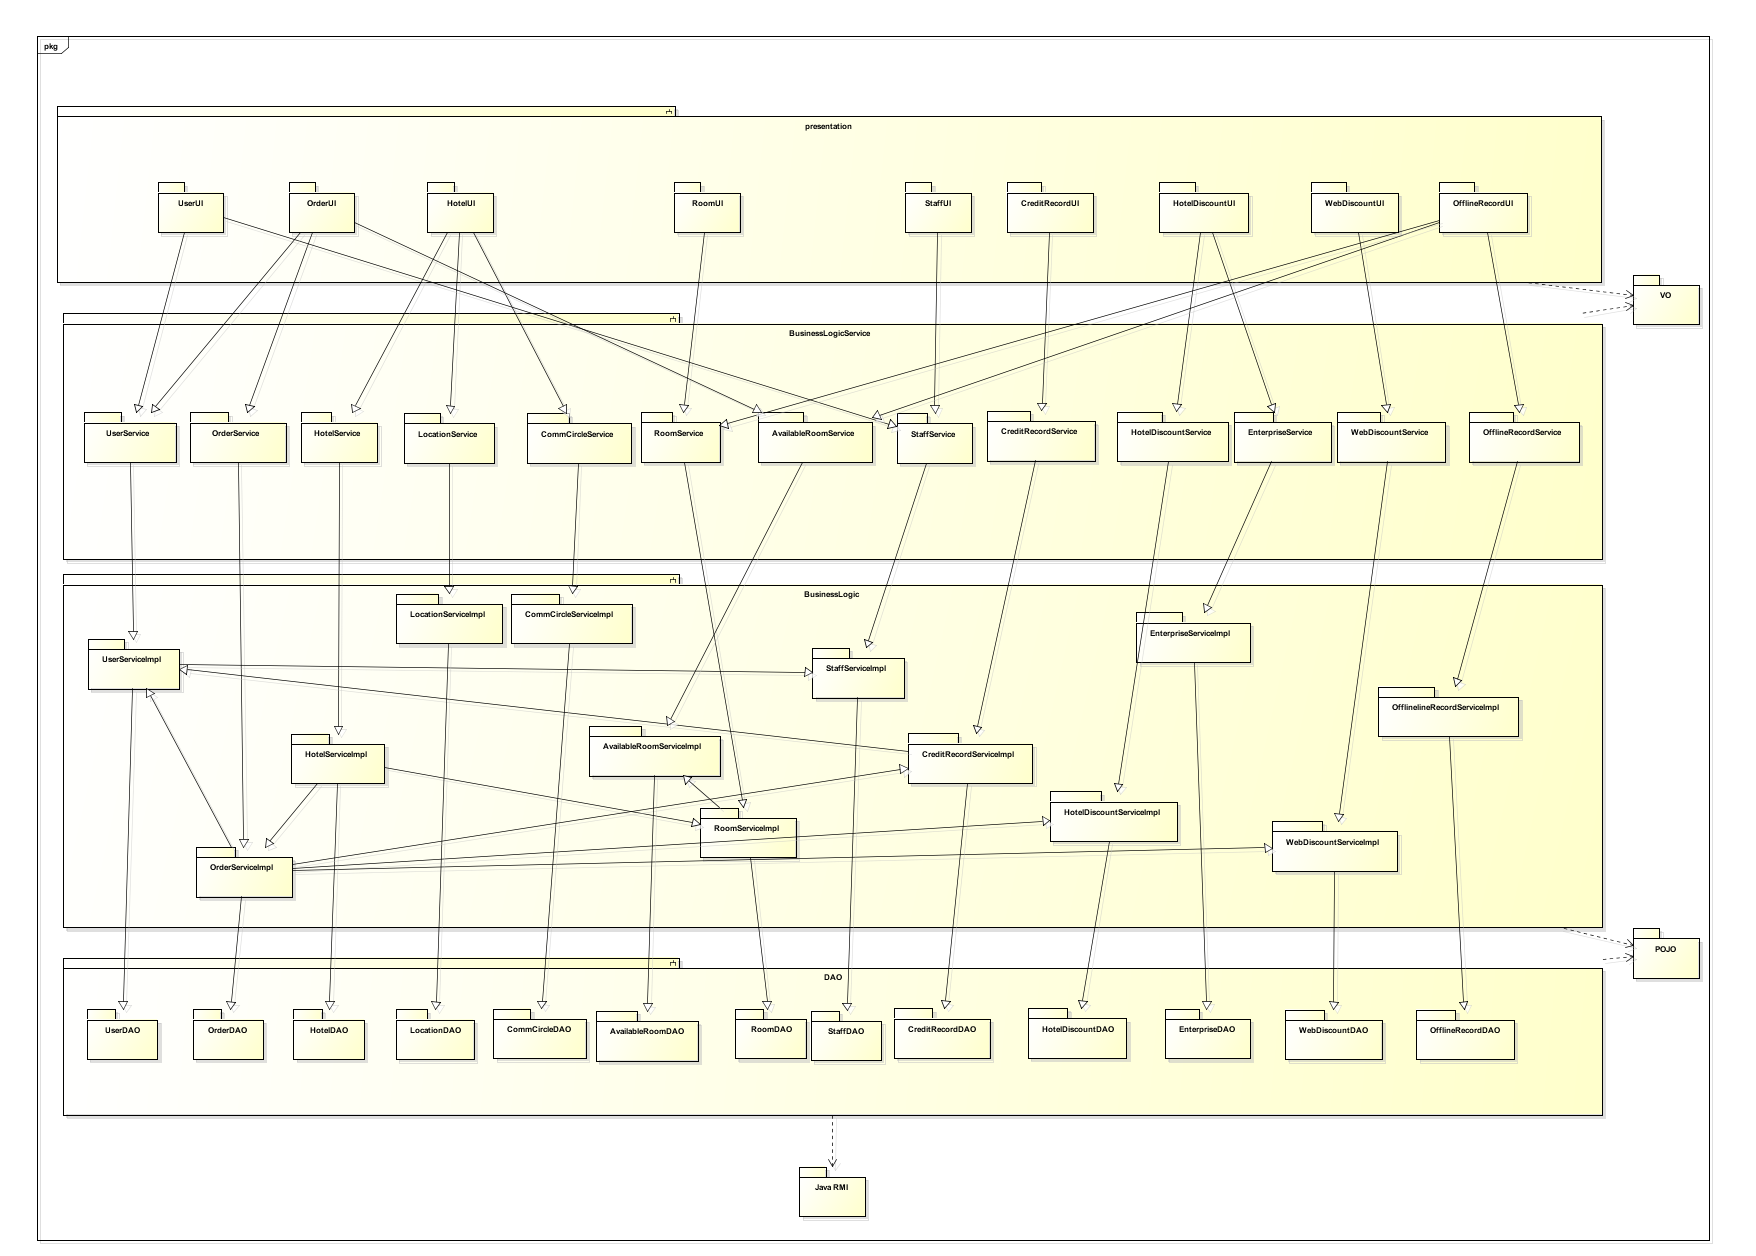 pkg
presentation
UserUI
OrderUI
HotelUI
RoomUI
StaffUI
CreditRecordUI
HotelDiscountUI
WebDiscountUI
OfflineRecordUI
VO
BusinessLogicService
UserService
OrderService
HotelService
LocationService
CommCircleService
RoomService
AvailableRoomService
StaffService
CreditRecordService
HotelDiscountService
EnterpriseService
WebDiscountService
OfflineRecordService
BusinessLogic
LocationServiceImpl
CommCircleServiceImpl
EnterpriseServiceImpl
UserServiceImpl
StaffServiceImpl
OfflinelineRecordServiceImpl
HotelServiceImpl
AvailableRoomServiceImpl
CreditRecordServiceImpl
HotelDiscountServiceImpl
RoomServiceImpl
WebDiscountServiceImpl
OrderServiceImpl
POJO
DAO
UserDAO
OrderDAO
HotelDAO
LocationDAO
CommCircleDAO
AvailableRoomDAO
RoomDAO
StaffDAO
CreditRecordDAO
HotelDiscountDAO
EnterpriseDAO
WebDiscountDAO
OfflineRecordDAO
Java RMI